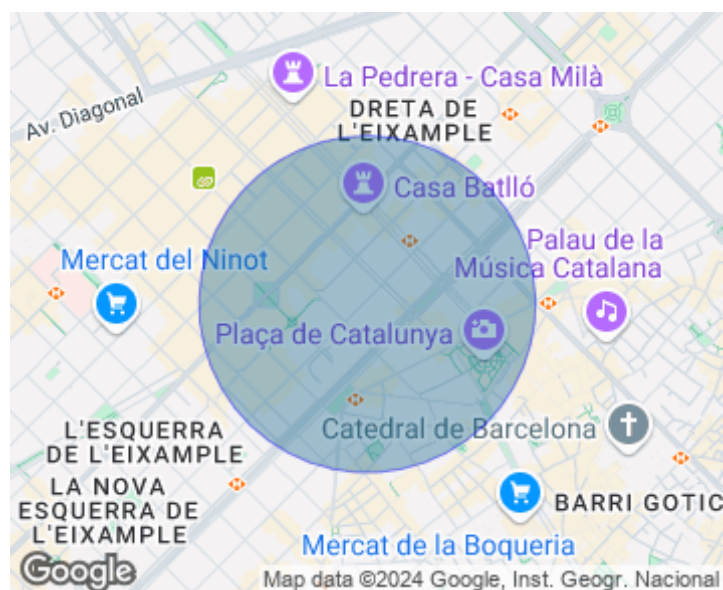 La Pedrera - Casa Milà
DRETA DE
L'EIXAMPLE
Av. Diagonal
Casa Batlló
Palau de la
Música Catalana
Mercat del Ninot
Plaça de Catalunya
L'ESQUERRA
DE L'EIXAMPLE
Catedral de Barcelona
LA NOVA
ESQUERRA DE
L'EIXAMPLE
BARRI GOTIC
Mercat de la Boqueria
Google
Map data ©2024 Google, Inst. Geogr. Nacional